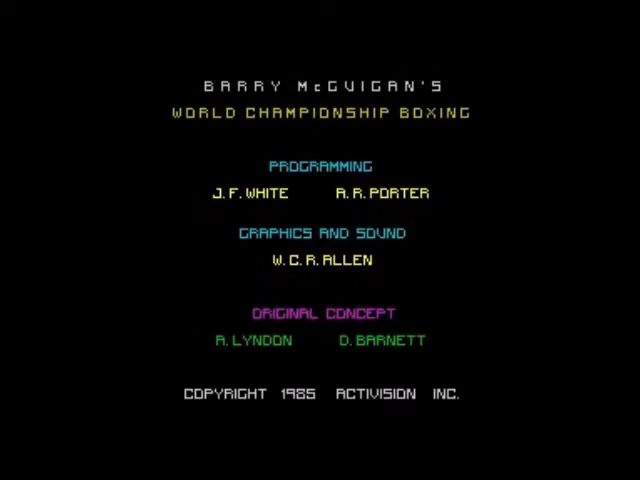 BARRY McGUIGAN'S
WORLD CHAMPIONSHIP BOXING
PROGRAMMING
J.F.WHITE A.R.PORTER
GRAPHICS AND SOUND
W.C.R.ALLEN
ORIGINAL CONCEPT
A.LYNDON D.BARNETT
COPYRIGHT 1985 ACTIVISION INC.